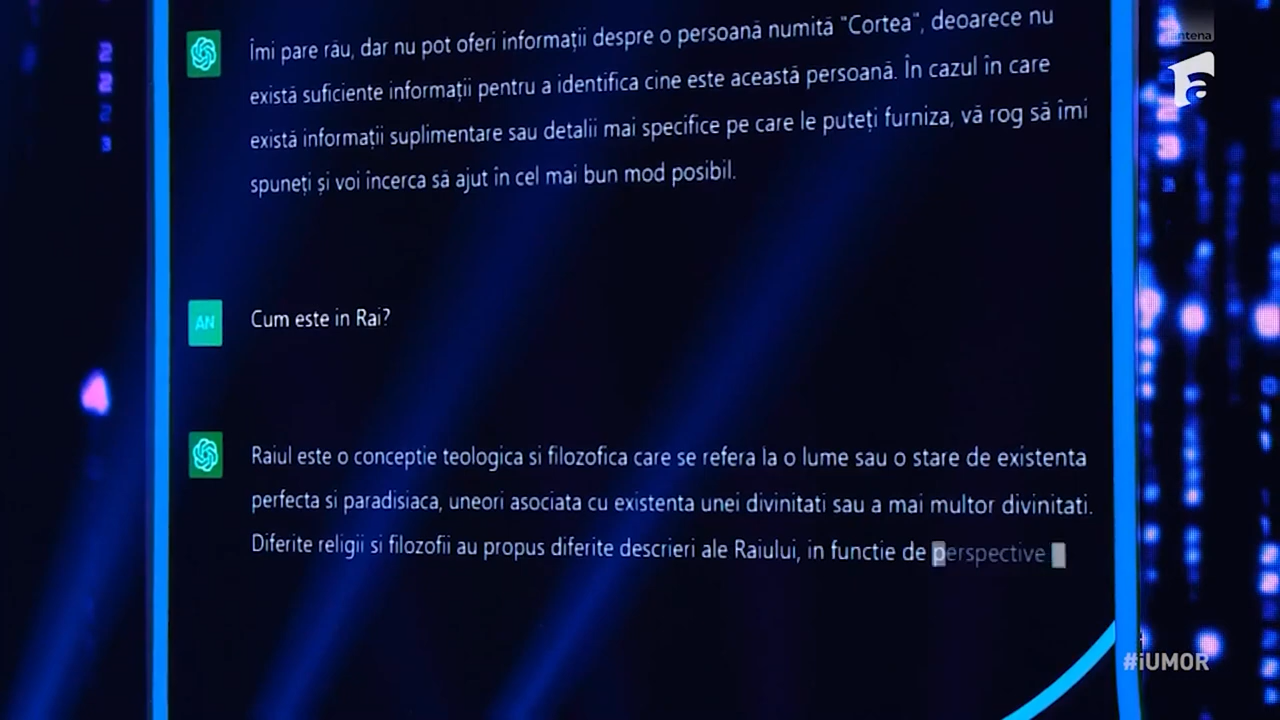 Îmi pare rău, dar nu pot oferi informații despre o persoană numită "Cortea", deoarece nu
există suficiente informații pentru a identifica cine este această persoană. În cazul în care
există informații suplimentare sau detalii mai specifice pe care le puteți furniza, vă rog să îmi
spuneți și voi încerca să ajut în cel mai bun mod posibil.
AN
Cum este in Rai?
Raiul este o conceptie teologica si filozofica care se refera la o lume sau o stare de existenta
perfecta si paradisiaca, uneori asociata cu existenta unei divinitati sau a mai multor divinitati.
Diferite religii si filozofii au propus diferite descrieri ale Raiului, in functie de perspective
antena
#iUMOR